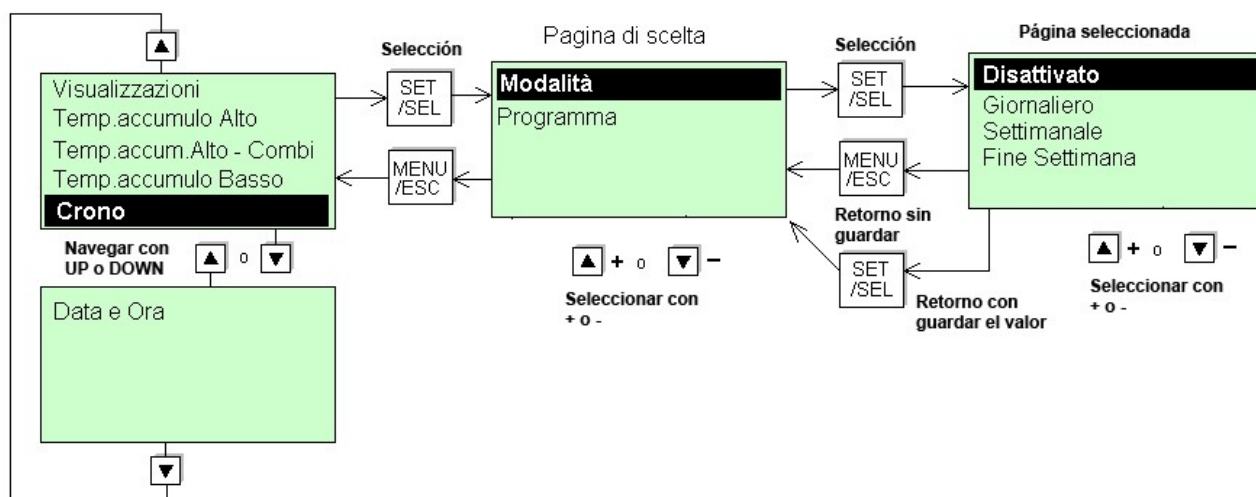 Selección
Pagina di scelta
Selección
Página seleccionada
Visualizzazioni
Temp.accumulo Alto
Temp.accum.Alto - Combi
Temp.accumulo Basso
Crono
SET
/SEL
MENU
/ESC
Modalità
Programma
SET
/SEL
MENU
/ESC
Disattivato
Giornaliero
Settimanale
Fine Settimana
Navegar con
UP o DOWN
▲ o ▼
Data e Ora
▲ + o ▼ −
Seleccionar con
+ o -
Retorno sin
guardar
SET
/SEL
Retorno con
guardar el valor
▲ + o ▼ −
Seleccionar con
+ o -